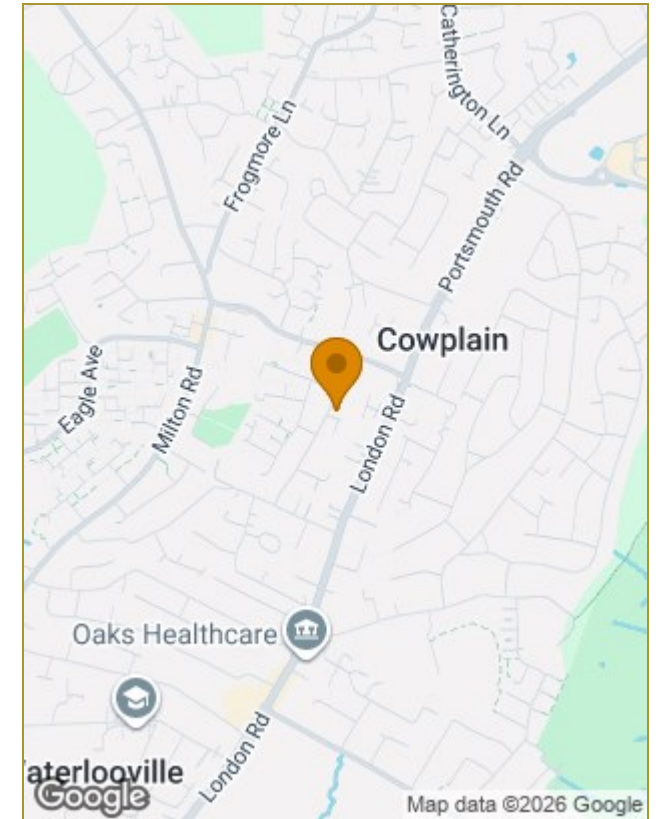 Catherington Ln
Frogmore Ln
Portsmouth Rd
Cowplain
Eagle Ave
Milton Rd
London Rd
Oaks Healthcare
aterlooville
London Rd
Google
Map data ©2026 Google